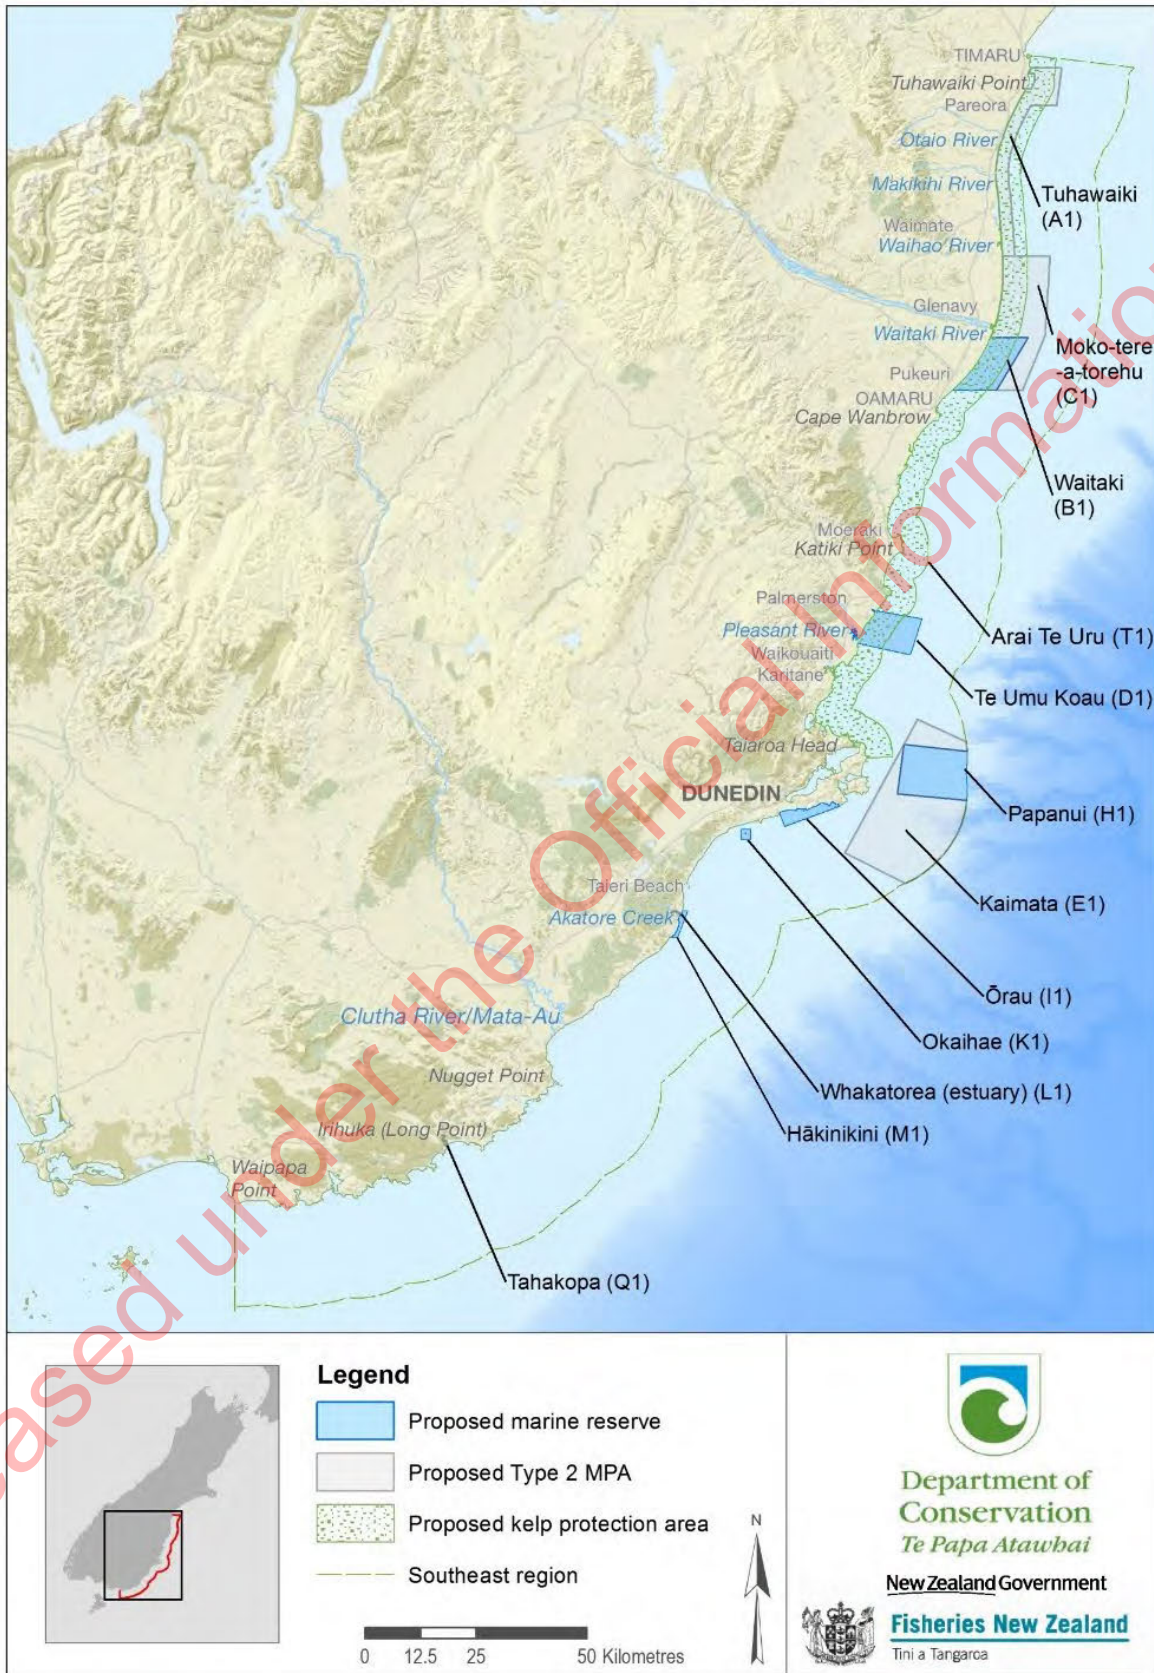 TIMARU
Tuhawaiki Point
Pareora
Otaio River
Makikihi River
Tuhawaiki
(A1)
Waimate
Waihao River
Glenavy
Waitaki River
Moko-tere
-a-torehu
(C1)
Pukeuri
OAMARU
Cape Wanbrow
Waitaki
(B1)
Moeraki
Katiki Point
Palmerston
Pleasant River
Arai Te Uru (T1)
Waikouaiti
Karitane
Te Umu Koau (D1)
Taiaroa Head
DUNEDIN
Papanui (H1)
Taieri Beach
Kaimata (E1)
Akatore Creek
Ōrau (I1)
Clutha River/Mata-Au
Okaihae (K1)
Nugget Point
Whakatorea (estuary) (L1)
Irihuka (Long Point)
Hākinikini (M1)
Waipapa
Point
Tahakopa (Q1)
eased under the Official Information
Legend
Proposed marine reserve
Proposed Type 2 MPA
Proposed kelp protection area
Southeast region
N
0 12.5 25 50 Kilometres
Department of
Conservation
Te Papa Atawhai
New Zealand Government
Fisheries New Zealand
Tini a Tangaroa